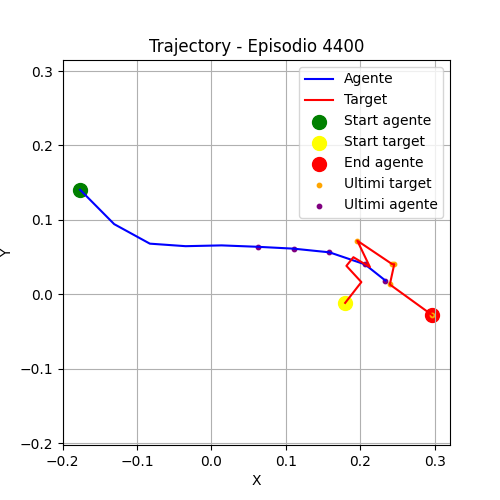 Trajectory - Episodio 4400
Agente
Target
Start agente
Start target
End agente
Ultimi target
Ultimi agente
0.3
0.2
0.1
0.0
−0.1
−0.2
Y
−0.2
−0.1
0.0
0.1
0.2
0.3
X